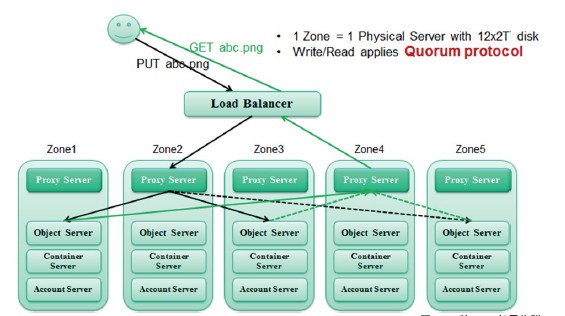 GET abc.png
PUT abc.png
• 1 Zone = 1 Physical Server with 12x2T disk
• Write/Read applies Quorum protocol
Load Balancer
Zone1 Zone2 Zone3 Zone4 Zone5
Proxy Server Proxy Server Proxy Server Proxy Server Proxy Server
Object Server Object Server Object Server Object Server Object Server
Container Container Container Container Container
Server Server Server Server Server
Account Server Account Server Account Server Account Server Account Server